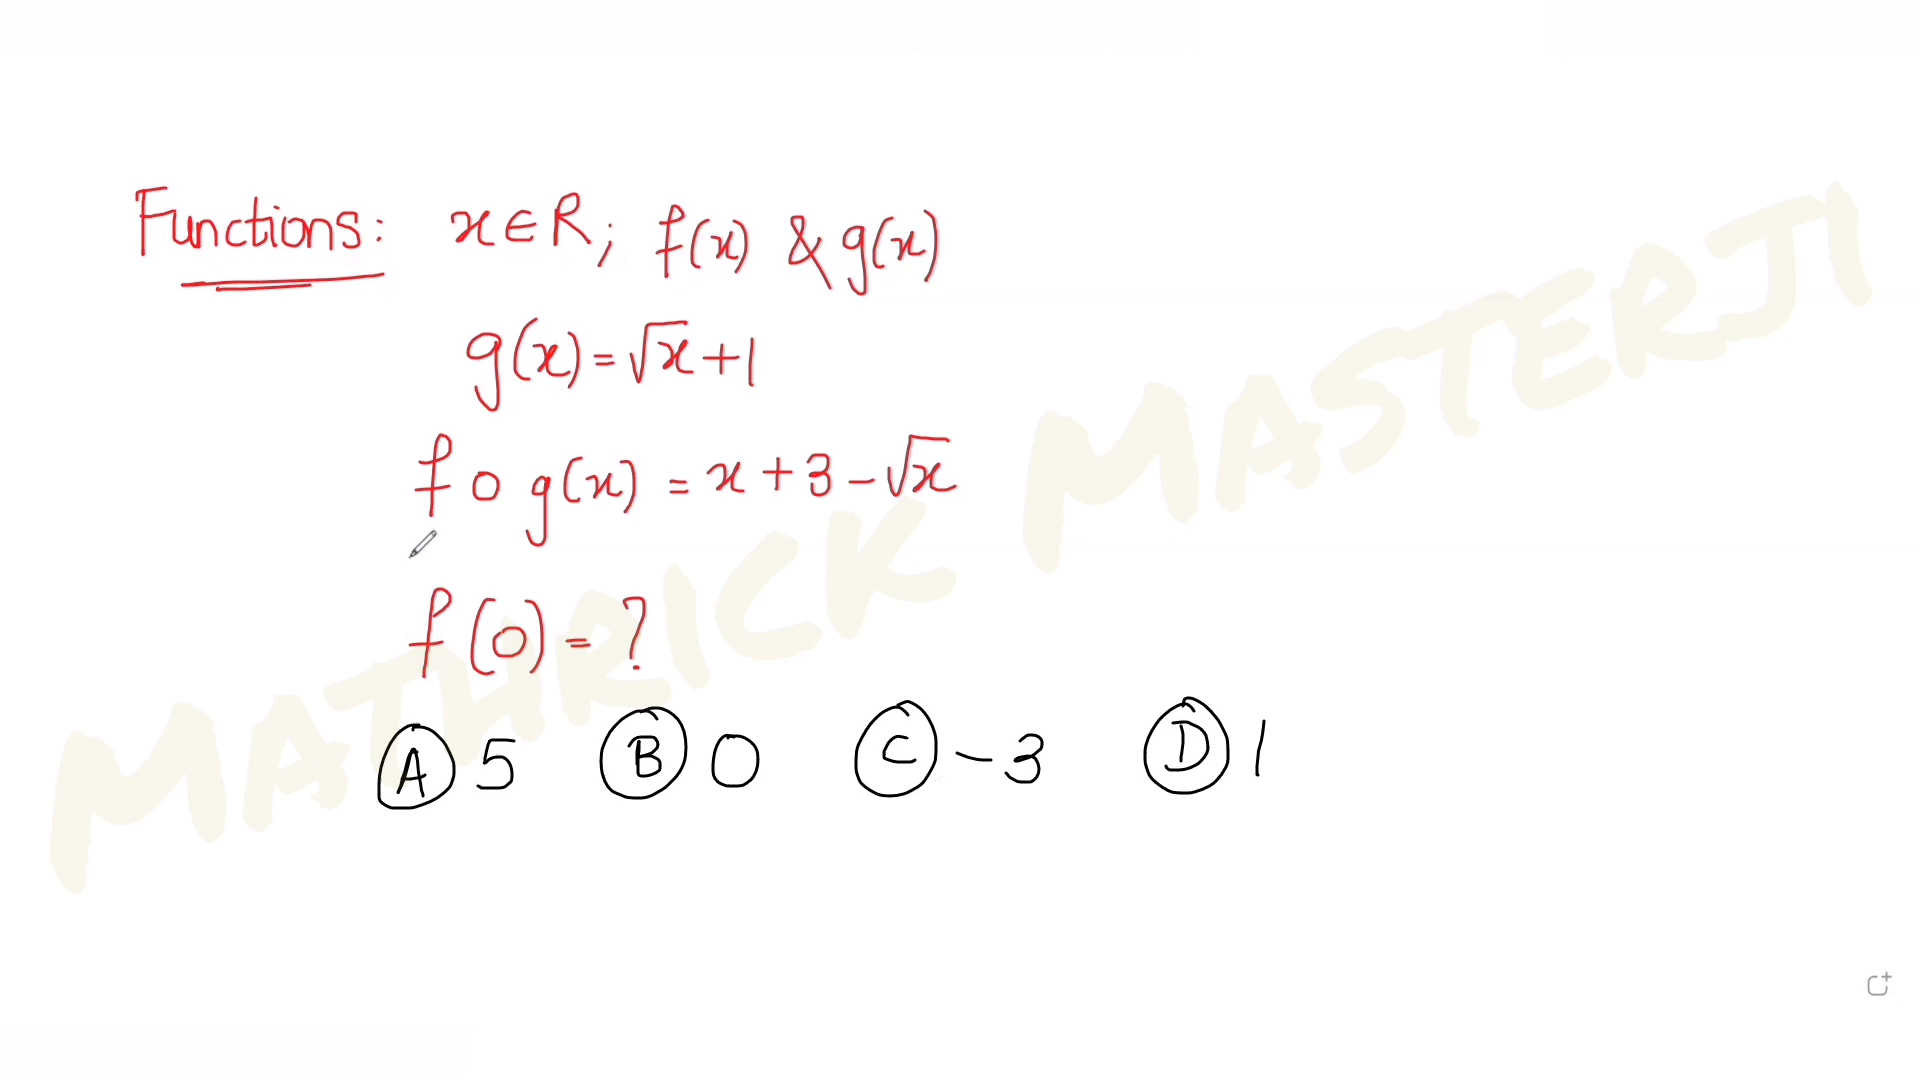 Functions: x∈R; f(x) & g(x)
g(x)=√x+1
f o g(x) = x+3-√x
f(0)=?
A 5 B 0 C -3 D 1
MATHRICK MASTERJI